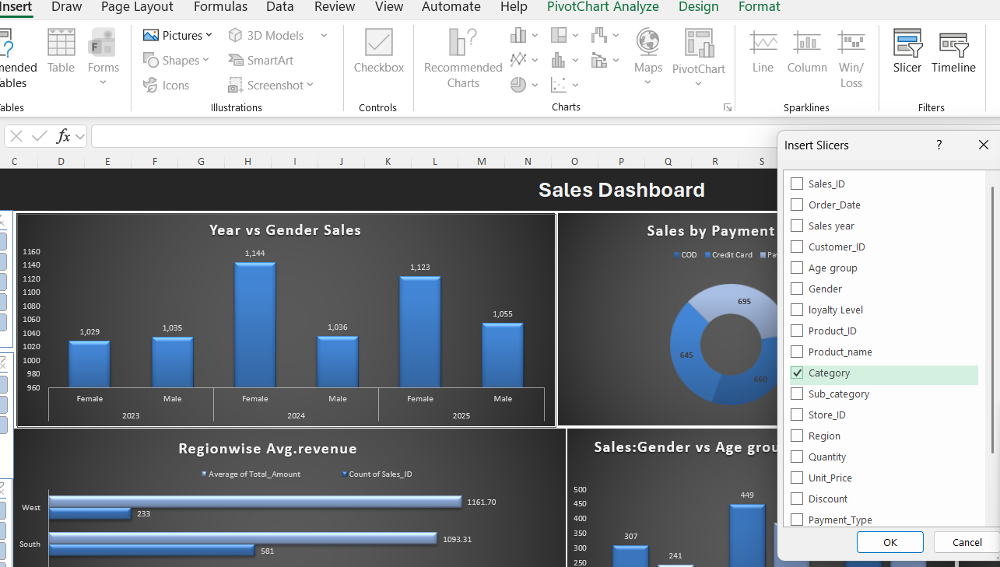 Insert Draw Page Layout Formulas Data Review View Automate Help PivotChart Analyze Design Format
Pictures
3D Models
Shapes
SmartArt
Icons
Screenshot
Table
Forms
Checkbox
Recommended
Charts
Maps
PivotChart
Line
Column
Win/
Loss
Slicer
Timeline
Illustrations
Controls
Charts
Sparklines
Filters
fx
C D E F G H I J K L M N O P Q R S
Sales Dashboard
Year vs Gender Sales
1160
1140
1120
1100
1080
1060
1040
1020
1000
980
960
1,029
1,035
1,144
1,036
1,123
1,055
Female Male Female Male Female Male
2023 2024 2025
Sales by Payment
COD Credit Card
695
645
660
Regionwise Avg.revenue
Average of Total_Amount Count of Sales_ID
West
1161.70
233
South
1093.31
581
Sales:Gender vs Age
500
450
400
350
300
250
307
241
449
Insert Slicers
?
Sales_ID
Order_Date
Sales year
Customer_ID
Age group
Gender
loyalty Level
Product_ID
Product_name
Category
Sub_category
Store_ID
Region
Quantity
Unit_Price
Discount
Payment_Type
OK Cancel